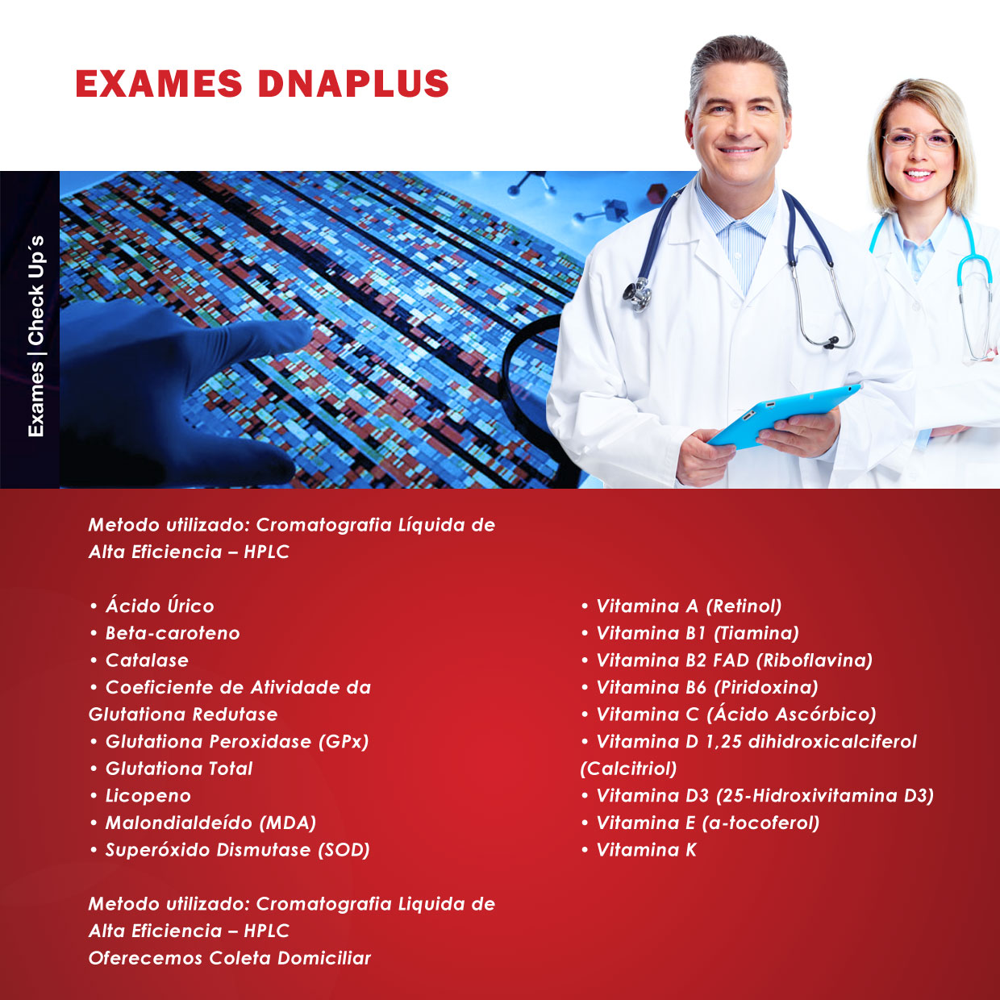 EXAMES DNAPLUS
Exames | Check Up´s
Metodo utilizado: Cromatografia Líquida de
Alta Eficiencia – HPLC
• Ácido Úrico
• Beta-caroteno
• Catalase
• Coeficiente de Atividade da
Glutationa Redutase
• Glutationa Peroxidase (GPx)
• Glutationa Total
• Licopeno
• Malondialdeído (MDA)
• Superóxido Dismutase (SOD)
• Vitamina A (Retinol)
• Vitamina B1 (Tiamina)
• Vitamina B2 FAD (Riboflavina)
• Vitamina B6 (Piridoxina)
• Vitamina C (Ácido Ascórbico)
• Vitamina D 1,25 dihidroxicalciferol
(Calcitriol)
• Vitamina D3 (25-Hidroxivitamina D3)
• Vitamina E (a-tocoferol)
• Vitamina K
Metodo utilizado: Cromatografia Liquida de
Alta Eficiencia – HPLC
Oferecemos Coleta Domiciliar